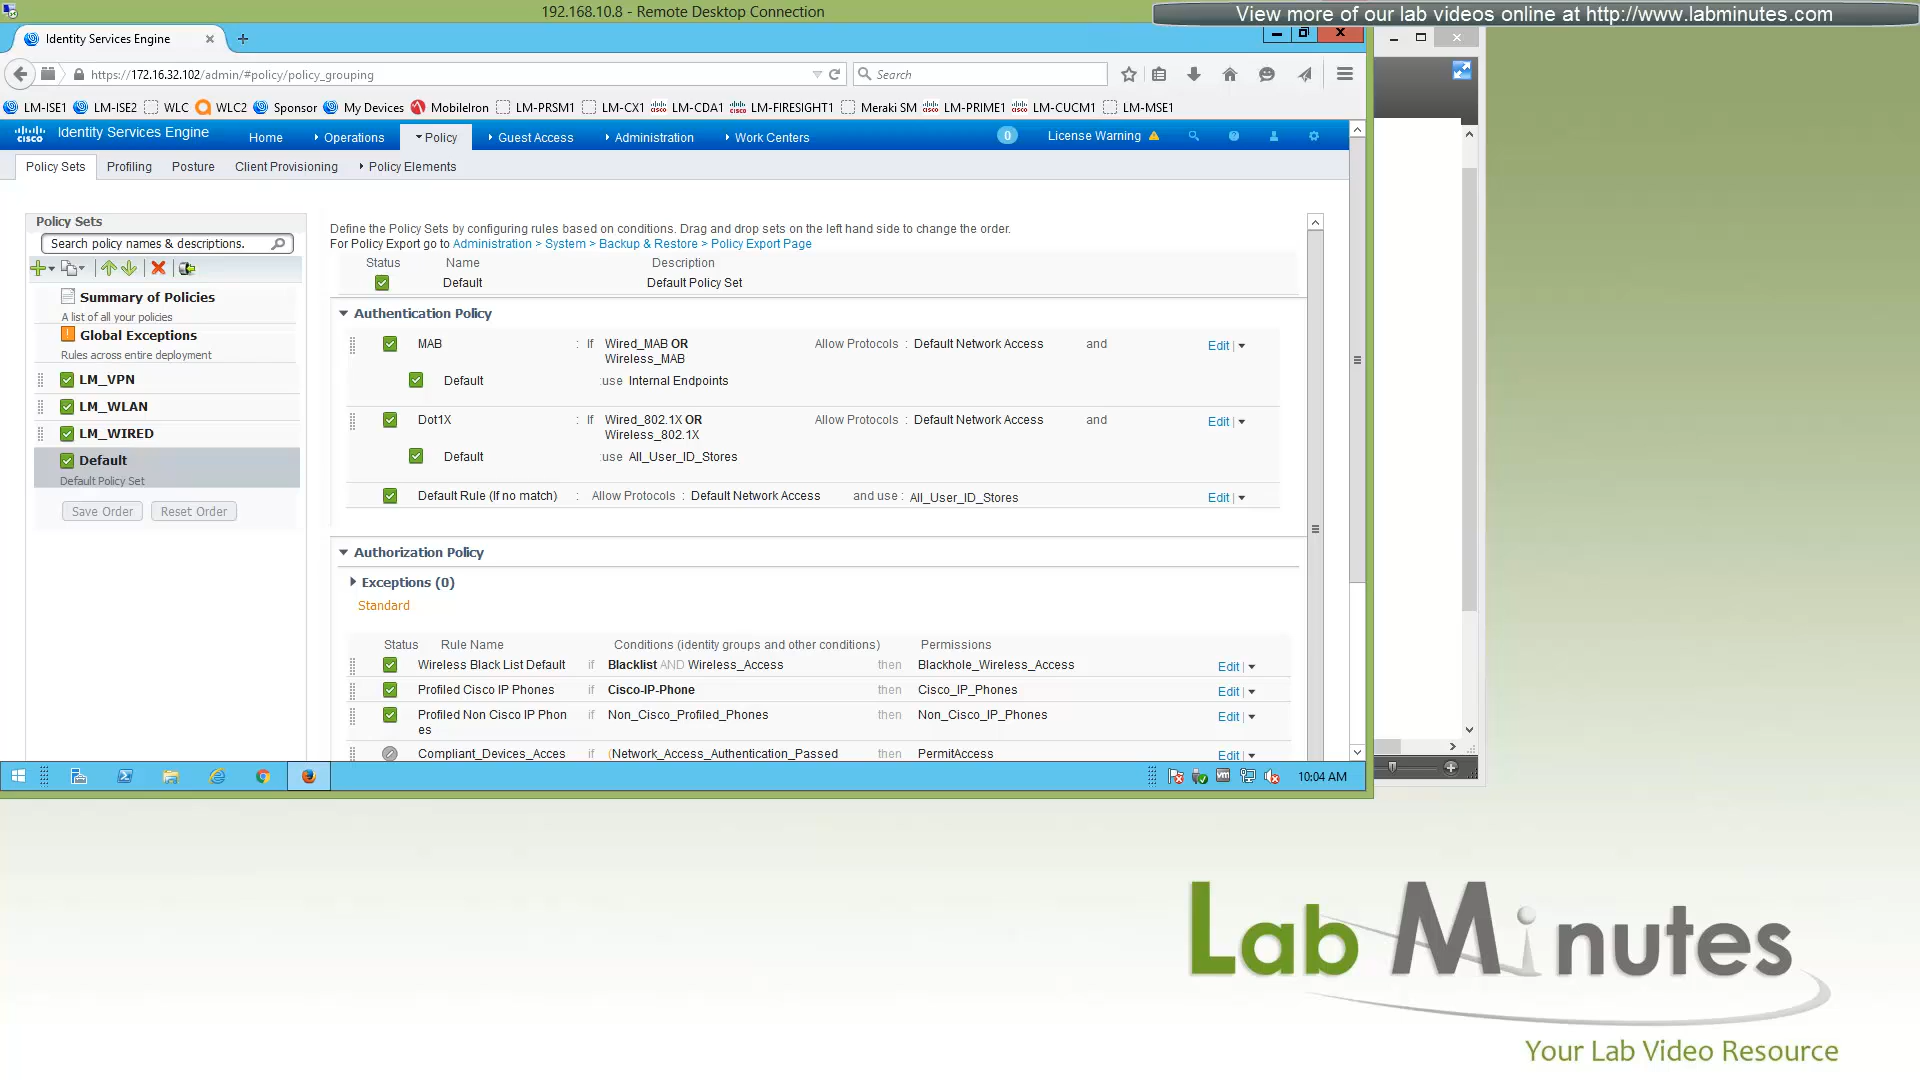 192.168.10.8 - Remote Desktop Connection
View more of our lab videos online at http://www.labminutes.com
Identity Services Engine
https://172.16.32.102/admin/#policy/policy_grouping
Search
LM-ISE1 LM-ISE2 WLC WLC2 Sponsor My Devices MobileIron LM-PRSM1 LM-CX1 LM-CDA1 LM-FIRESIGHT1 Meraki SM LM-PRIME1 LM-CUCM1 LM-MSE1
CISCO Identity Services Engine Home Operations Policy Guest Access Administration Work Centers 0 License Warning
Policy Sets Profiling Posture Client Provisioning Policy Elements
Policy Sets
Search policy names & descriptions.
Summary of Policies
A list of all your policies
Global Exceptions
Rules across entire deployment
LM_VPN
LM_WLAN
LM_WIRED
Default
Default Policy Set
Save Order Reset Order
Define the Policy Sets by configuring rules based on conditions. Drag and drop sets on the left hand side to change the order.
For Policy Export go to Administration > System > Backup & Restore > Policy Export Page
Status Name Description
Default Default Policy Set
Authentication Policy
MAB : If Wired_MAB OR Allow Protocols : Default Network Access and Edit |
Wireless_MAB
Default :use Internal Endpoints
Dot1X : If Wired_802.1X OR Allow Protocols : Default Network Access and Edit |
Wireless_802.1X
Default :use All_User_ID_Stores
Default Rule (If no match) : Allow Protocols : Default Network Access and use : All_User_ID_Stores Edit |
Authorization Policy
Exceptions (0)
Standard
Status Rule Name Conditions (identity groups and other conditions) Permissions
Wireless Black List Default if Blacklist AND Wireless_Access then Blackhole_Wireless_Access Edit |
Profiled Cisco IP Phones if Cisco-IP-Phone then Cisco_IP_Phones Edit |
Profiled Non Cisco IP Phon if Non_Cisco_Profiled_Phones then Non_Cisco_IP_Phones Edit |
es
Compliant_Devices_Acces if (Network_Access_Authentication_Passed then PermitAccess Edit |
10:04 AM
Lab Minutes
Your Lab Video Resource